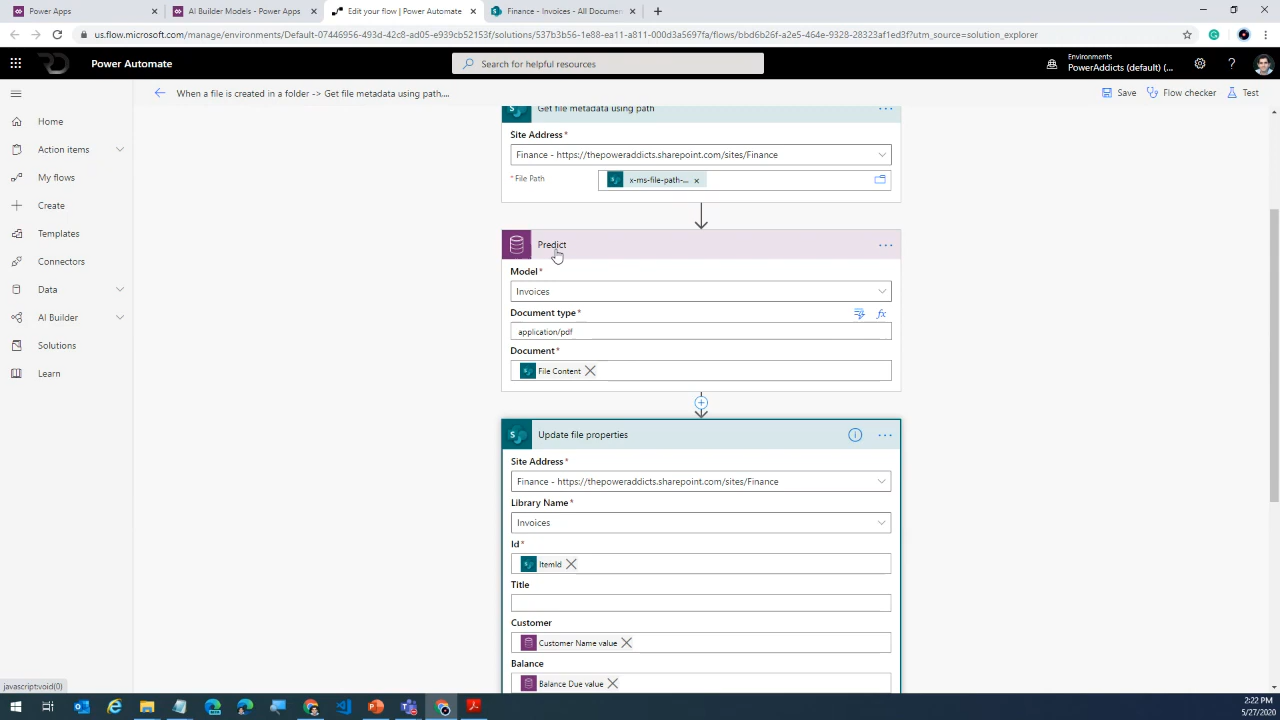 Power Apps
AI Builder Models - Power Apps
Edit your flow | Power Automate
Finance - Invoices - All Documen
us.flow.microsoft.com/manage/environments/Default-07446956-493d-42c8-ad05-e939cb52153f/solutions/537b3b56-1e88-ea11-a811-000d3a5697fa/flows/bbd6b26f-a2e5-464e-9328-28323af1ed3f?utm_source=solution_explorer
Power Automate
Search for helpful resources
Environments
PowerAddicts (default) (...
When a file is created in a folder -> Get file metadata using path....
Save
Flow checker
Test
Home
Action items
My flows
Create
Templates
Connectors
Data
AI Builder
Solutions
Learn
Get file metadata using path
Site Address *
Finance - https://thepoweraddicts.sharepoint.com/sites/Finance
* File Path
x-ms-file-path-... ×
Predict
Model *
Invoices
Document type *
fx
application/pdf
Document *
File Content
Update file properties
Site Address *
Finance - https://thepoweraddicts.sharepoint.com/sites/Finance
Library Name *
Invoices
Id *
ItemId
Title
Customer
Customer Name value
Balance
Balance Due value
javascript:void(0)
2:22 PM
5/27/2020